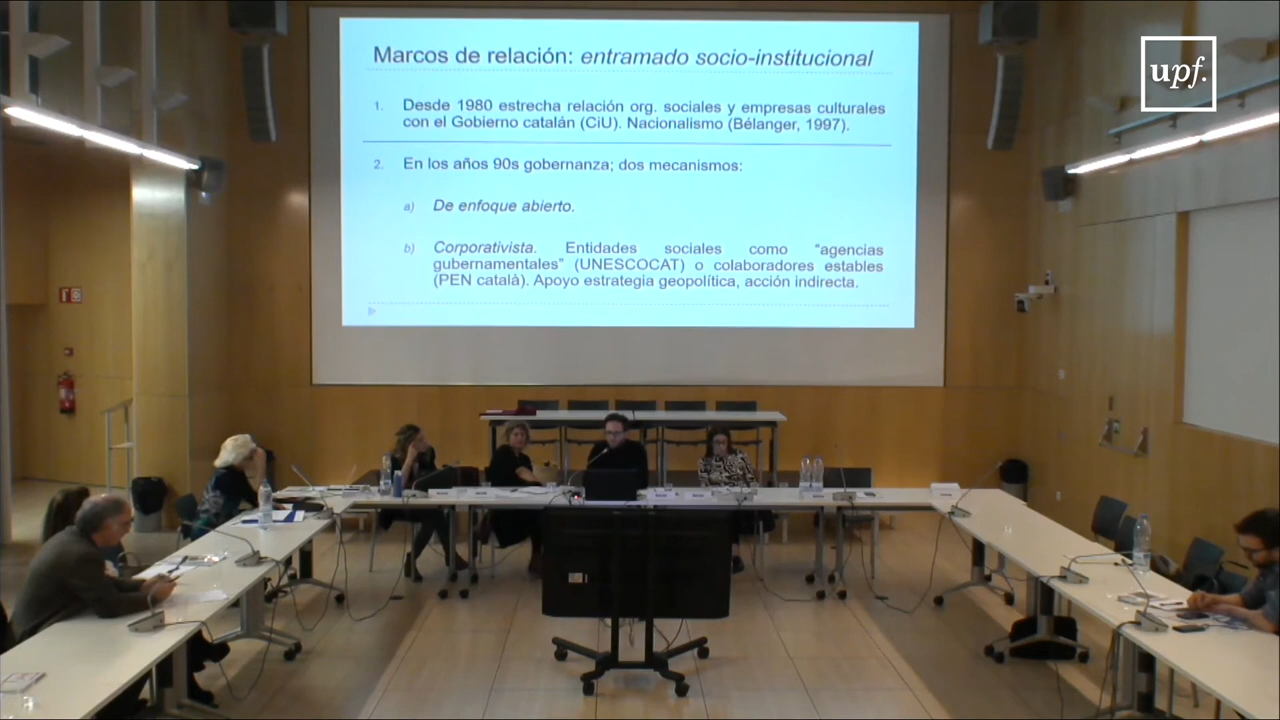 Marcos de relación: entramado socio-institucional
upf.
1. Desde 1980 estrecha relación org. sociales y empresas culturales
con el Gobierno catalán (CiU). Nacionalismo (Bélanger, 1997).
2. En los años 90s gobernanza; dos mecanismos:
a) De enfoque abierto.
b) Corporativista. Entidades sociales como “agencias
gubernamentales” (UNESCOCAT) o colaboradores estables
(PEN català). Apoyo estrategia geopolítica, acción indirecta.